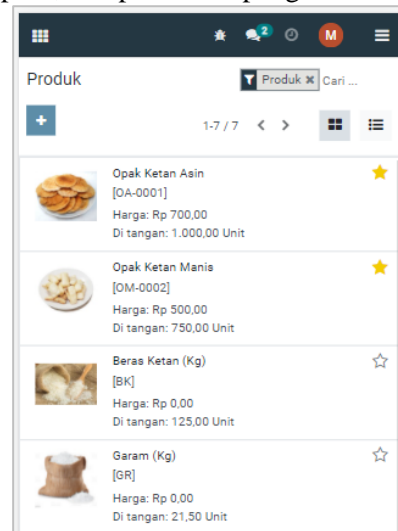 2
M
Produk
Produk ✖ Cari ...
+
1-7 / 7 < >
Opak Ketan Asin
[OA-0001]
Harga: Rp 700,00
Di tangan: 1.000,00 Unit
Opak Ketan Manis
[OM-0002]
Harga: Rp 500,00
Di tangan: 750,00 Unit
Beras Ketan (Kg)
[BK]
Harga: Rp 0,00
Di tangan: 125,00 Unit
Garam (Kg)
[GR]
Harga: Rp 0,00
Di tangan: 21,50 Unit